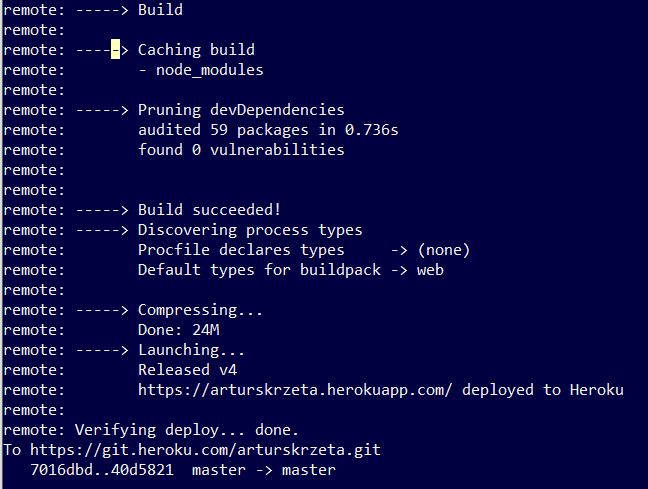 remote: -----> Build
remote:
remote: -----> Caching build
remote:        - node_modules
remote:
remote: -----> Pruning devDependencies
remote:        audited 59 packages in 0.736s
remote:        found 0 vulnerabilities
remote:
remote:
remote: -----> Build succeeded!
remote: -----> Discovering process types
remote:        Procfile declares types     -> (none)
remote:        Default types for buildpack -> web
remote:
remote: -----> Compressing...
remote:        Done: 24M
remote: -----> Launching...
remote:        Released v4
remote:        https://arturskrzeta.herokuapp.com/ deployed to Heroku
remote:
remote: Verifying deploy... done.
To https://git.heroku.com/arturskrzeta.git
   7016dbd..40d5821  master -> master